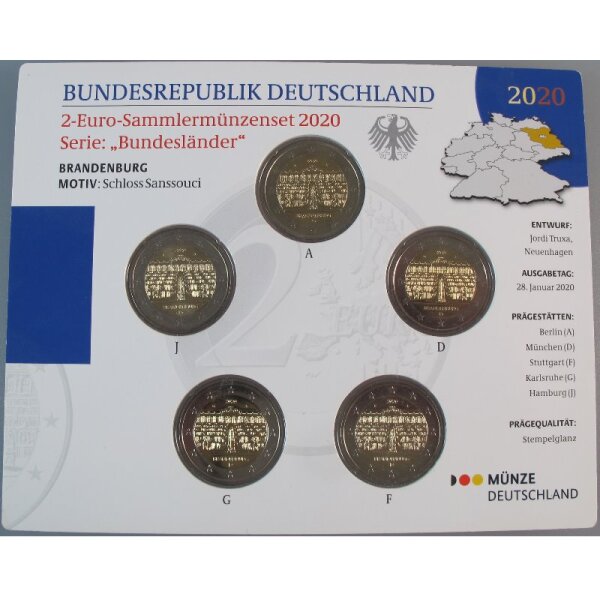 BUNDESREPUBLIK DEUTSCHLAND
2020
2-Euro-Sammlermünzenset 2020
Serie: „Bundesländer“
BRANDENBURG
MOTIV: Schloss Sanssouci
A
J
D
G
F
ENTWURF:
Jordi Truxa,
Neuenhagen
AUSGABETAG:
28. Januar 2020
PRÄGESTÄTTEN:
Berlin (A)
München (D)
Stuttgart (F)
Karlsruhe (G)
Hamburg (J)
PRÄGEQUALITÄT:
Stempelglanz
MÜNZE
DEUTSCHLAND